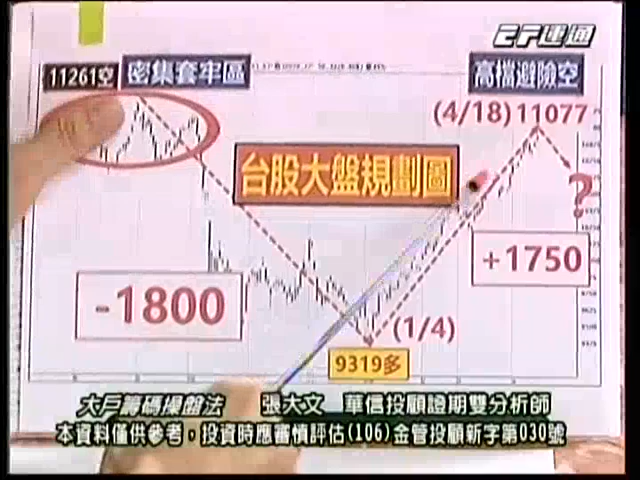 EF建通
11261空
密集套牢區
高檔避險空
(4/18)11077
台股大盤規劃圖
?
+1750
-1800
(1/4)
9319多
大戶籌碼操盤法 張大文 華信投顧證期雙分析師
本資料僅供參考,投資時應審慎評估(106)金管投顧新字第030號